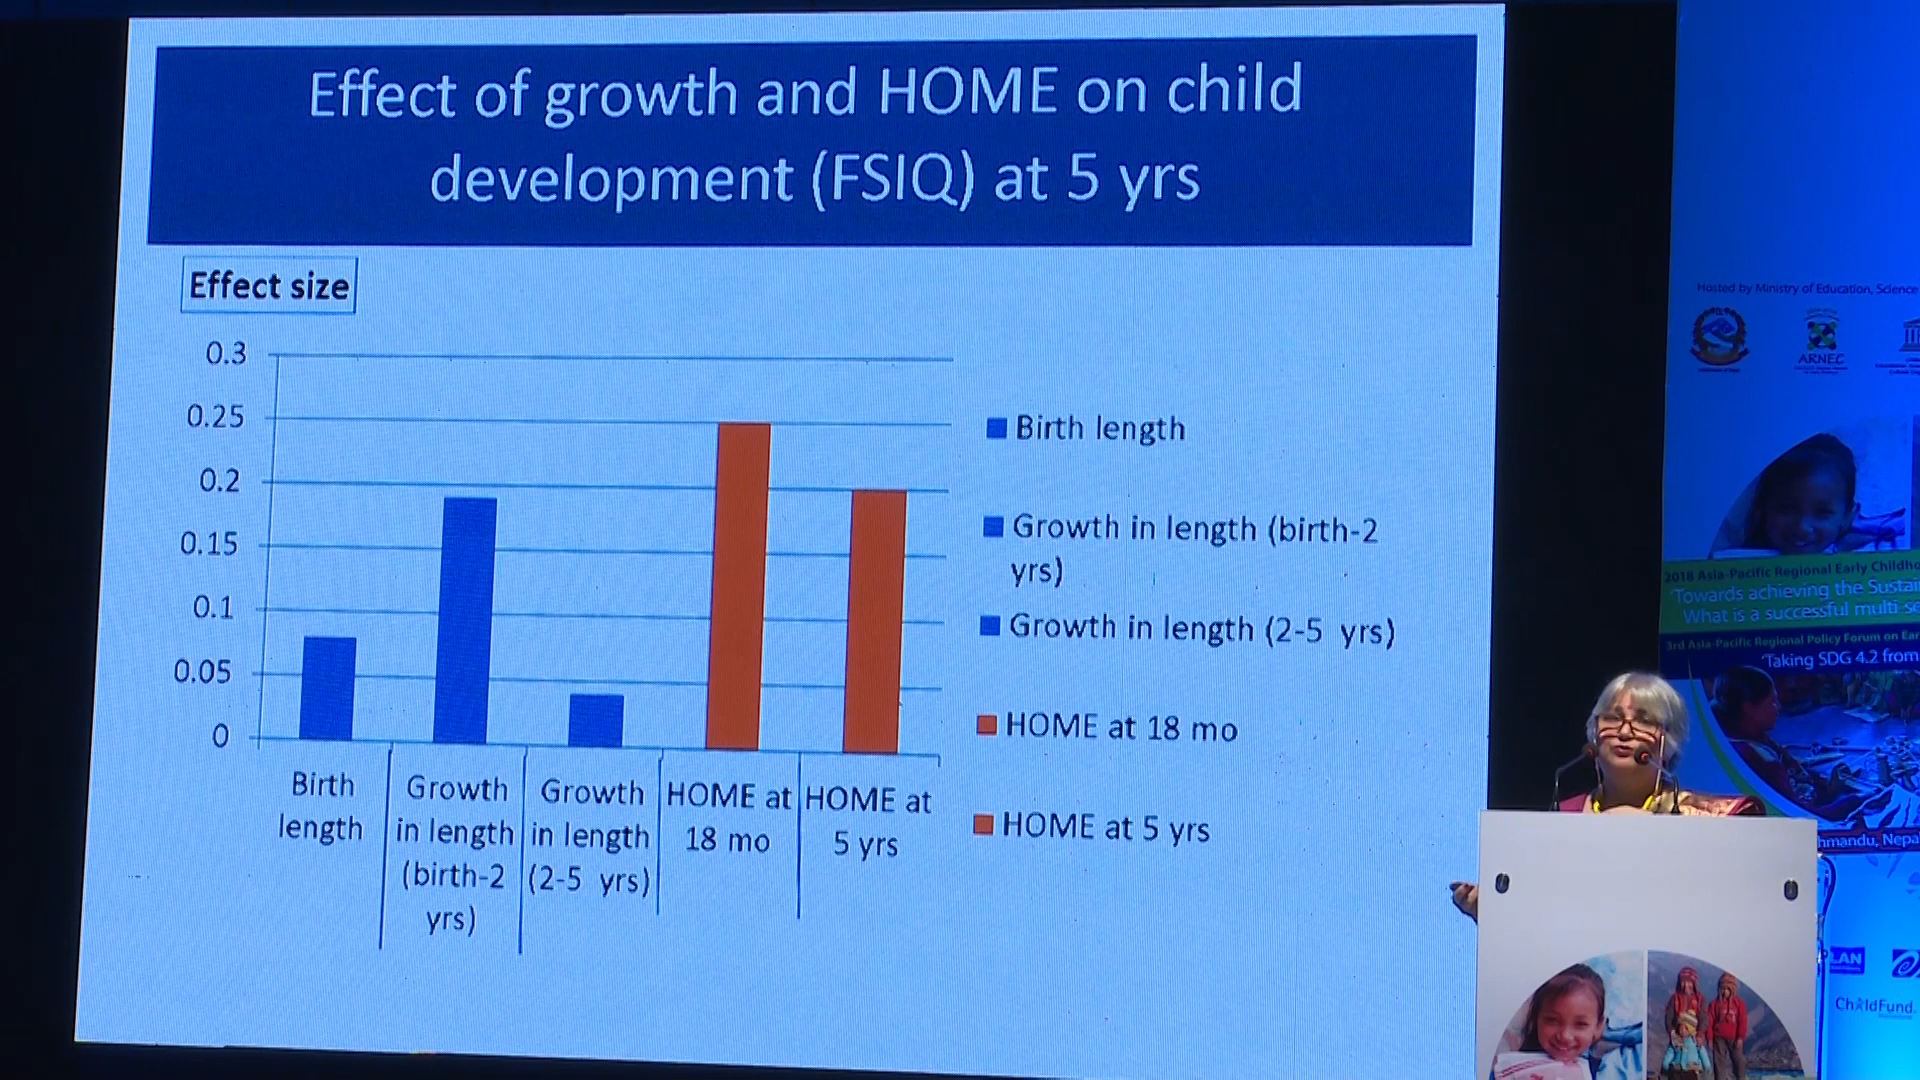 Effect of growth and HOME on child
development (FSIQ) at 5 yrs
Effect size
0.3
0.25
0.2
0.15
0.1
0.05
0
Birth
length
Growth
in length
(birth-2
yrs)
Growth
in length
(2-5 yrs)
HOME at
18 mo
HOME at
5 yrs
Birth length
Growth in length (birth-2
yrs)
Growth in length (2-5 yrs)
HOME at 18 mo
HOME at 5 yrs
Hosted by Ministry of Education, Science
ARNEC
2018 Asia-Pacific Regional Early Childho
'Towards achieving the Sustai
What is a successful multi-se
3rd Asia-Pacific Regional Policy Forum on Ear
'Taking SDG 4.2 from
hmandu, Nepa
LAN
ChildFund.